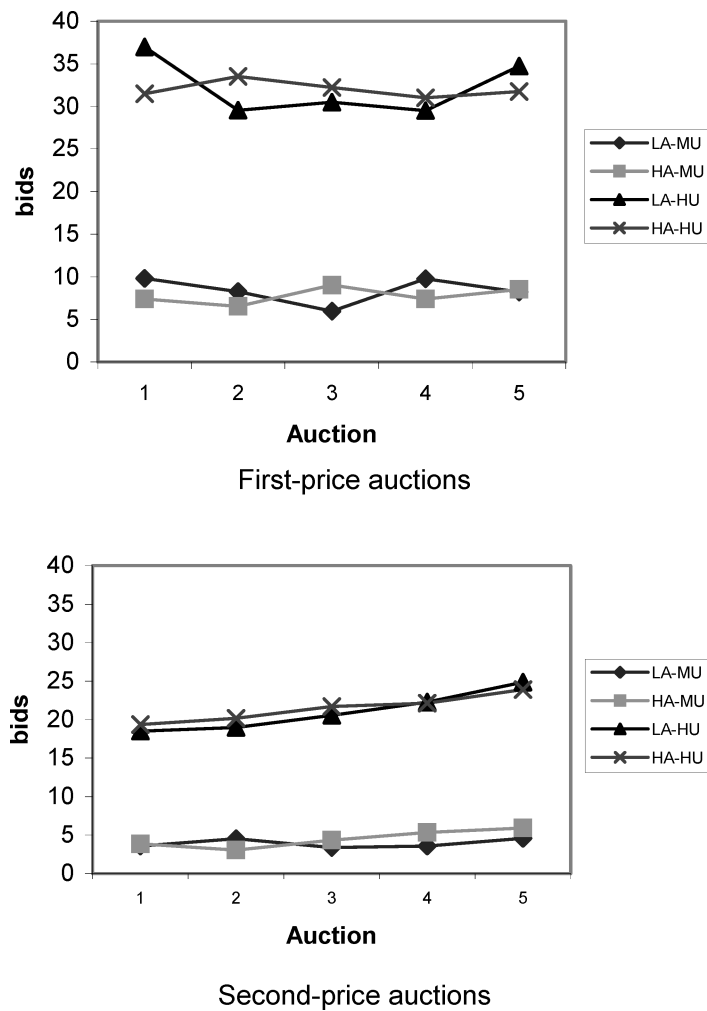 40
35
30
25
20
15
10
5
0
bids
1 2 3 4 5
Auction
LA-MU
HA-MU
LA-HU
HA-HU
First-price auctions
40
35
30
25
20
15
10
5
0
bids
1 2 3 4 5
Auction
LA-MU
HA-MU
LA-HU
HA-HU
Second-price auctions